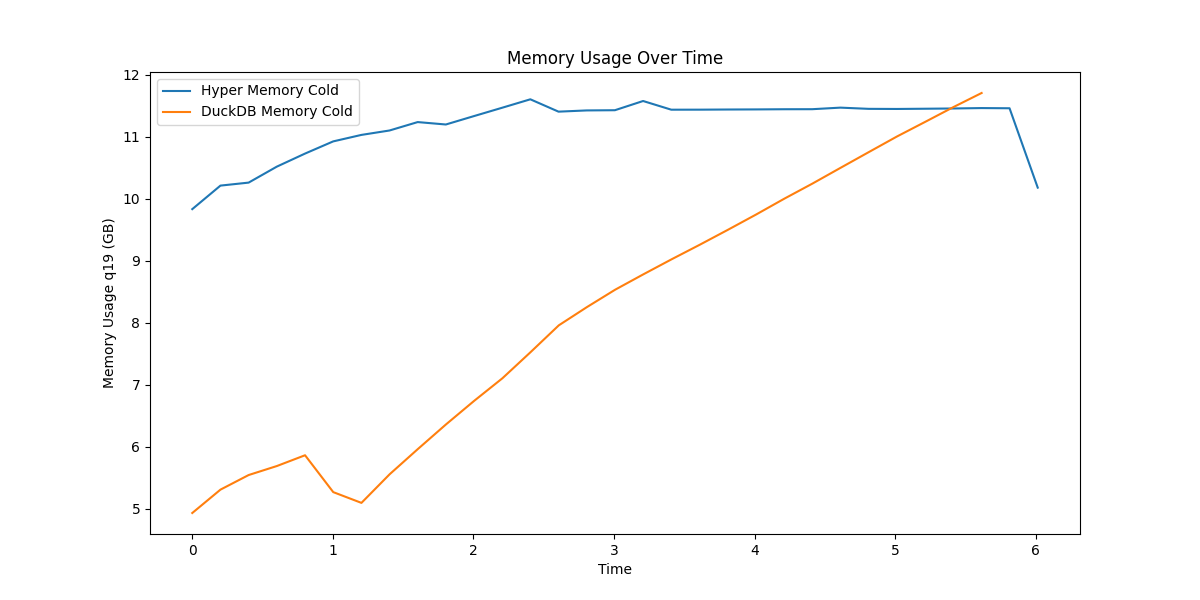 Memory Usage Over Time
Hyper Memory Cold
DuckDB Memory Cold
Memory Usage q19 (GB)
12
11
10
9
8
7
6
5
0 1 2 3 4 5 6
Time